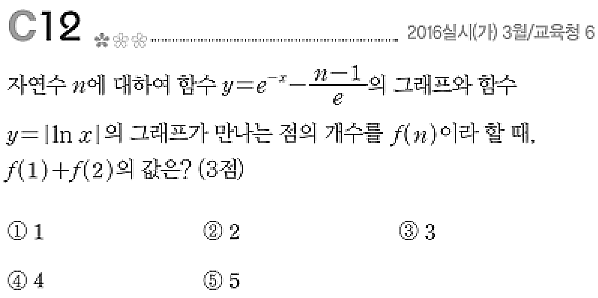 C12 2016실시(가) 3월/교육청 6
자연수 n에 대하여 함수 y=e^{-x}-\frac{n-1}{e}의 그래프와 함수
y=|ln x|의 그래프가 만나는 점의 개수를 f(n)이라 할 때,
f(1)+f(2)의 값은? (3점)
① 1 ② 2 ③ 3
④ 4 ⑤ 5